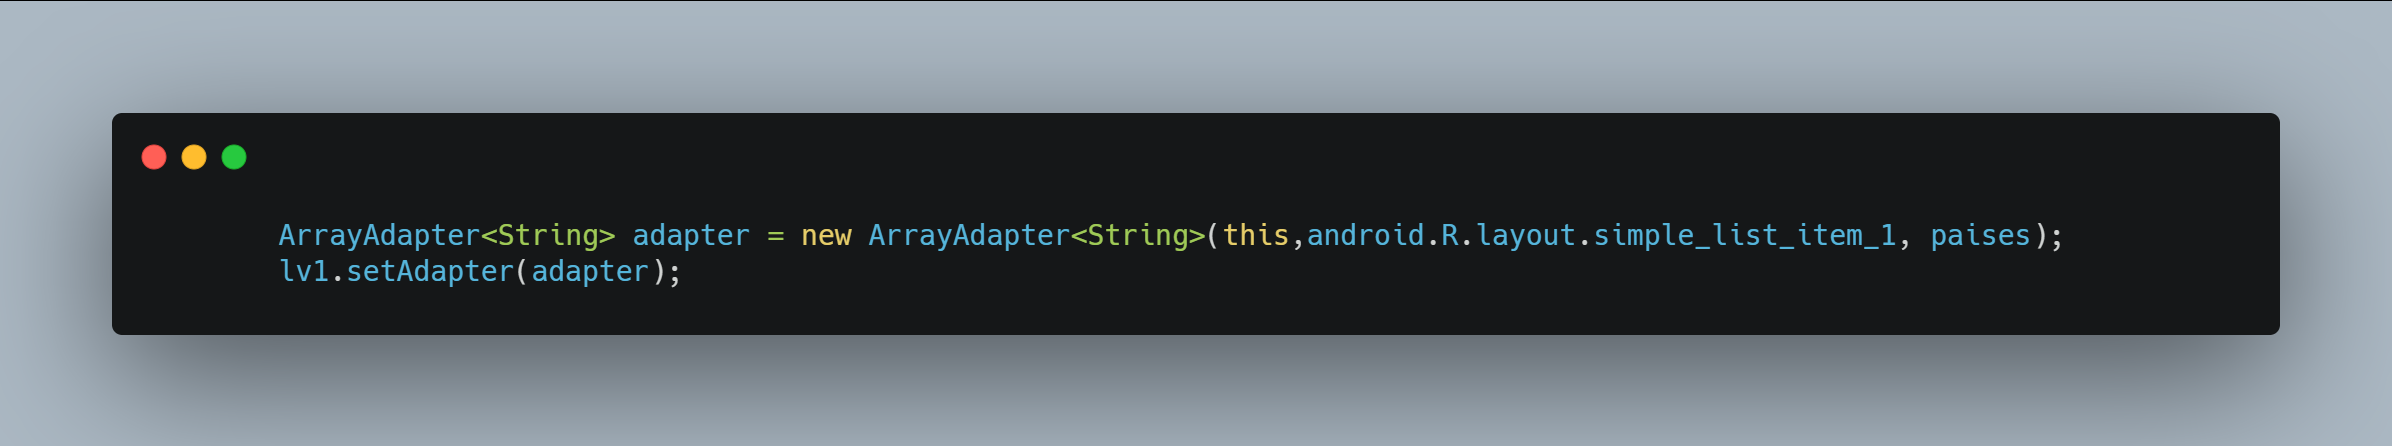 ArrayAdapter<String> adapter = new ArrayAdapter<String>(this,android.R.layout.simple_list_item_1, paises);
lv1.setAdapter(adapter);